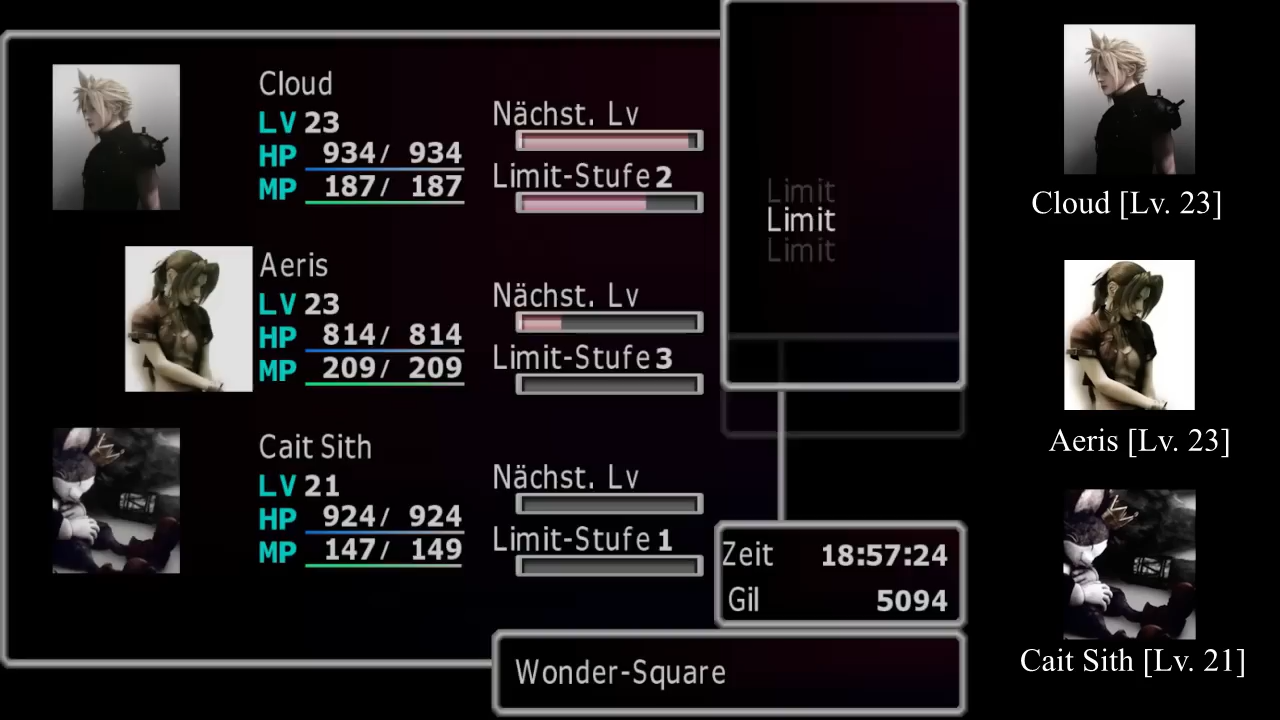 Cloud
LV 23
HP 934/ 934
MP 187/ 187
Nächst. Lv
Limit-Stufe 2
Aeris
LV 23
HP 814/ 814
MP 209/ 209
Nächst. Lv
Limit-Stufe 3
Cait Sith
LV 21
HP 924/ 924
MP 147/ 149
Nächst. Lv
Limit-Stufe 1
Limit
Limit
Limit
Zeit 18:57:24
Gil 5094
Wonder-Square
Cloud [Lv. 23]
Aeris [Lv. 23]
Cait Sith [Lv. 21]